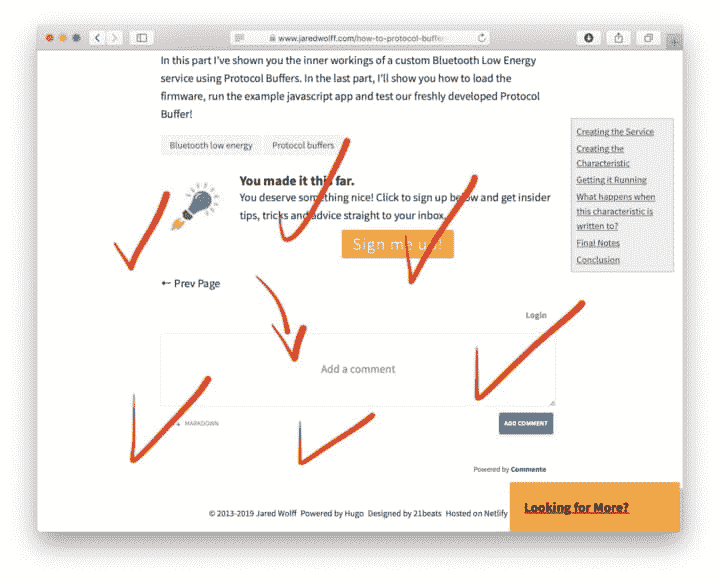 www.jaredwolff.com/how-to-protocol-buffe
In this part I've shown you the inner workings of a custom Bluetooth Low Energy
service using Protocol Buffers. In the last part, I'll show you how to load the
firmware, run the example javascript app and test our freshly developed Protocol
Buffer!
Bluetooth low energy
Protocol buffers
You made it this far.
You deserve something nice! Click to sign up below and get insider
tips, tricks and advice straight to your inbox.
Sign me up!
← Prev Page
Creating the Service
Creating the
Characteristic
Getting it Running
What happens when
this characteristic is
written to?
Final Notes
Conclusion
Login
Add a comment
MARKDOWN
ADD COMMENT
Powered by Commento
© 2013-2019 Jared Wolff Powered by Hugo Designed by 21beats Hosted on Netlify
Looking for More?